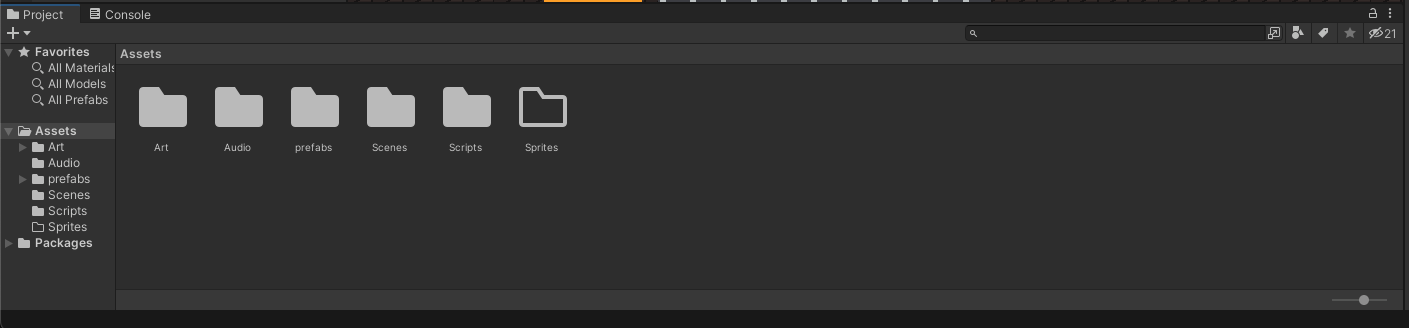 Project Console
21
Favorites
All Materials
All Models
All Prefabs
Assets
Art
Audio
prefabs
Scenes
Scripts
Sprites
Packages
Assets
Art Audio prefabs Scenes Scripts Sprites